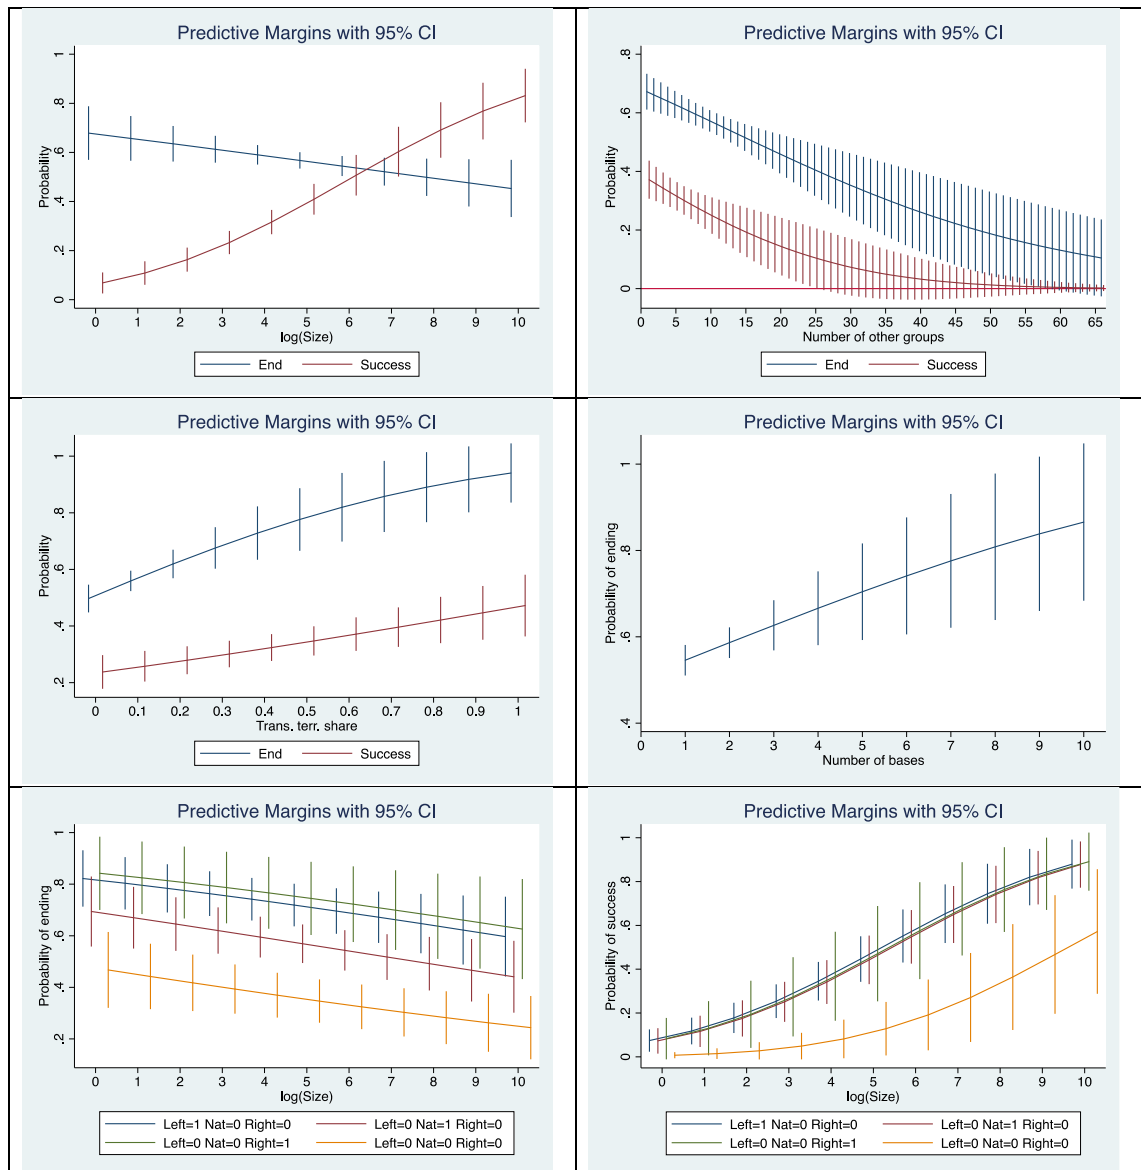 Predictive Margins with 95% CI
Probability
1
.8
.6
.4
.2
0
0 1 2 3 4 5 6 7 8 9 10
log(Size)
End Success
Predictive Margins with 95% CI
Probability
.8
.6
.4
.2
0
0 5 10 15 20 25 30 35 40 45 50 55 60 65
Number of other groups
End Success
Predictive Margins with 95% CI
Probability
1
.8
.6
.4
.2
0 0.1 0.2 0.3 0.4 0.5 0.6 0.7 0.8 0.9 1
Trans. terr. share
End Success
Predictive Margins with 95% CI
Probability of ending
1
.8
.6
.4
0 1 2 3 4 5 6 7 8 9 10
Number of bases
Predictive Margins with 95% CI
Probability of ending
1
.8
.6
.4
.2
0 1 2 3 4 5 6 7 8 9 10
log(Size)
Left=1 Nat=0 Right=0 Left=0 Nat=1 Right=0
Left=0 Nat=0 Right=1 Left=0 Nat=0 Right=0
Predictive Margins with 95% CI
Probability of success
1
.8
.6
.4
.2
0
0 1 2 3 4 5 6 7 8 9 10
log(Size)
Left=1 Nat=0 Right=0 Left=0 Nat=1 Right=0
Left=0 Nat=0 Right=1 Left=0 Nat=0 Right=0